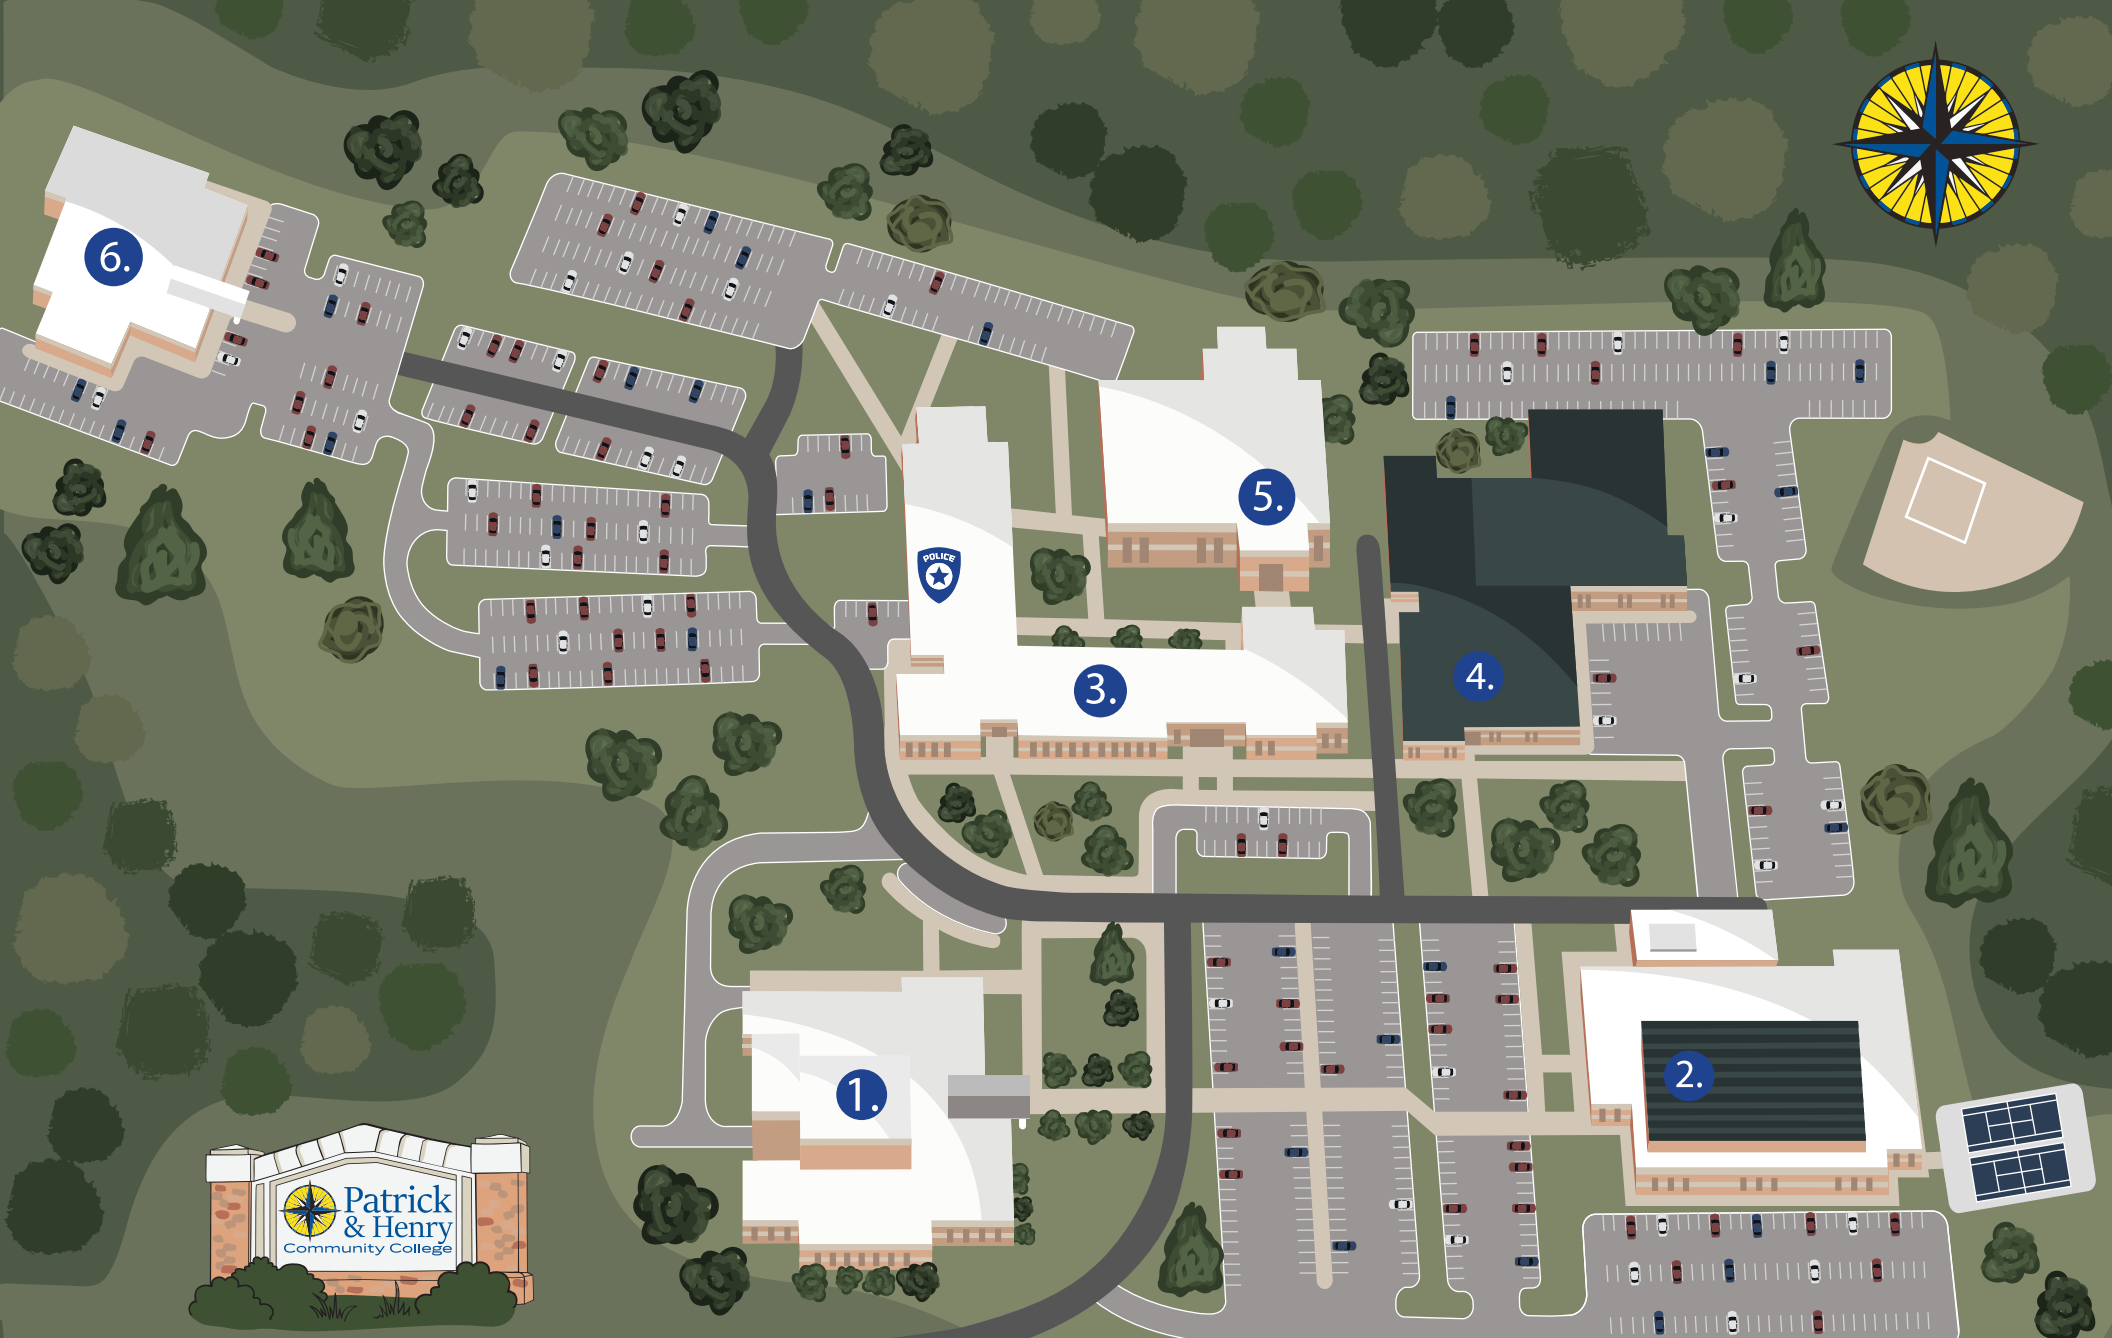 6.
5.
POLICE
4.
3.
2.
1.
Patrick
& Henry
Community College